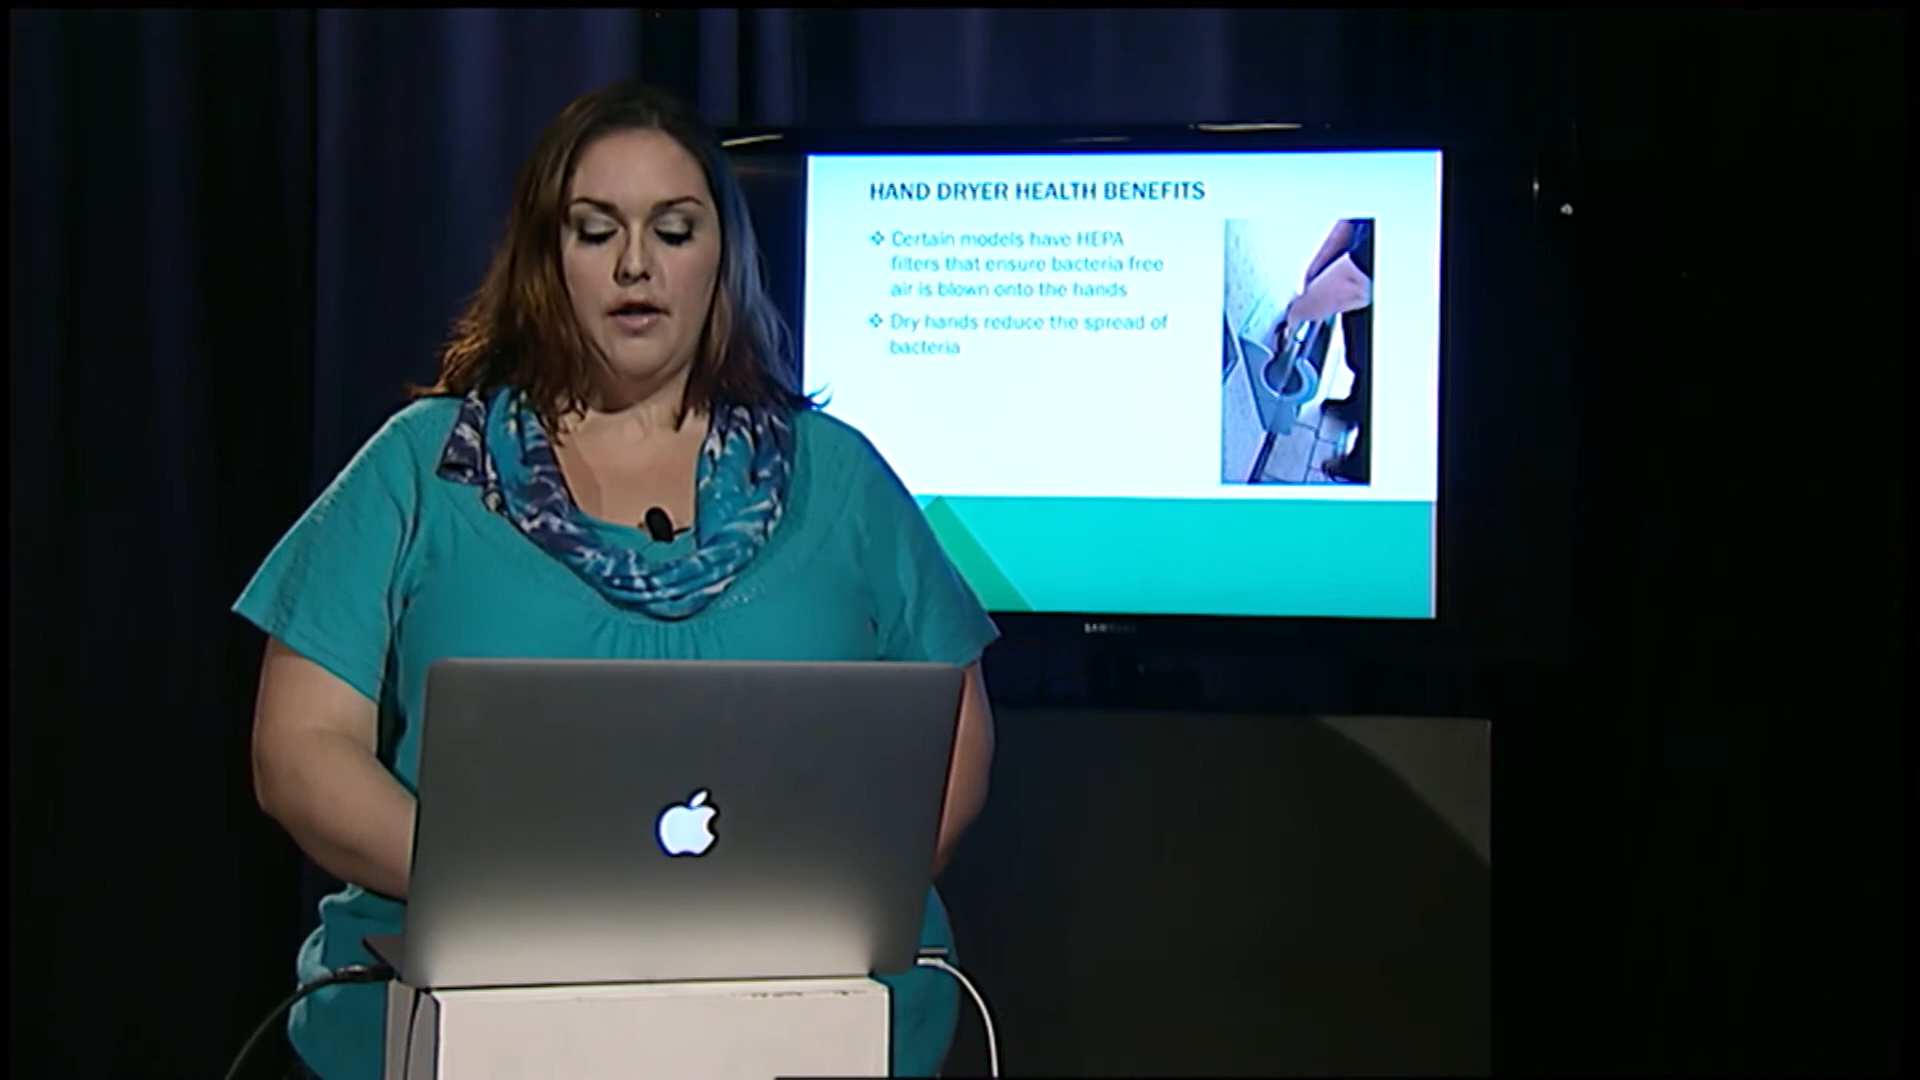 HAND DRYER HEALTH BENEFITS
Certain models have HEPA
filters that ensure bacteria free
air is blown onto the hands
Dry hands reduce the spread of
bacteria
SAMSUNG